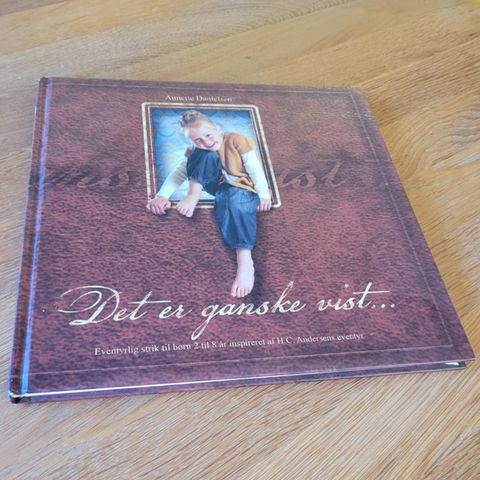 Annette Danielsen
Det er ganske vist...
Eventyrlig strik til børn 2 til 8 år inspireret af H.C. Andersens eventyr